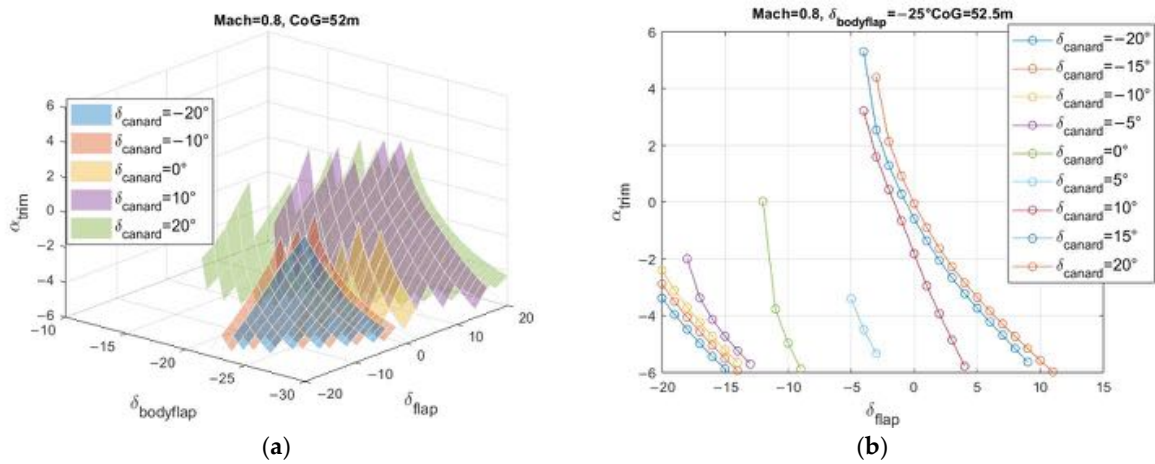 Mach=0.8, CoG=52m
δcanard=−20°
δcanard=−10°
δcanard=0°
δcanard=10°
δcanard=20°
αtrim
6
4
2
0
−2
−4
−6
−10
−15
−20
−25
−30
δbodyflap
−20
−10
0
10
20
δflap
(a)
Mach=0.8, δbodyflap=−25°CoG=52.5m
δcanard=−20°
δcanard=−15°
δcanard=−10°
δcanard=−5°
δcanard=0°
δcanard=5°
δcanard=10°
δcanard=15°
δcanard=20°
αtrim
6
4
2
0
−2
−4
−6
−20 −15 −10 −5 0 5 10 15
δflap
(b)